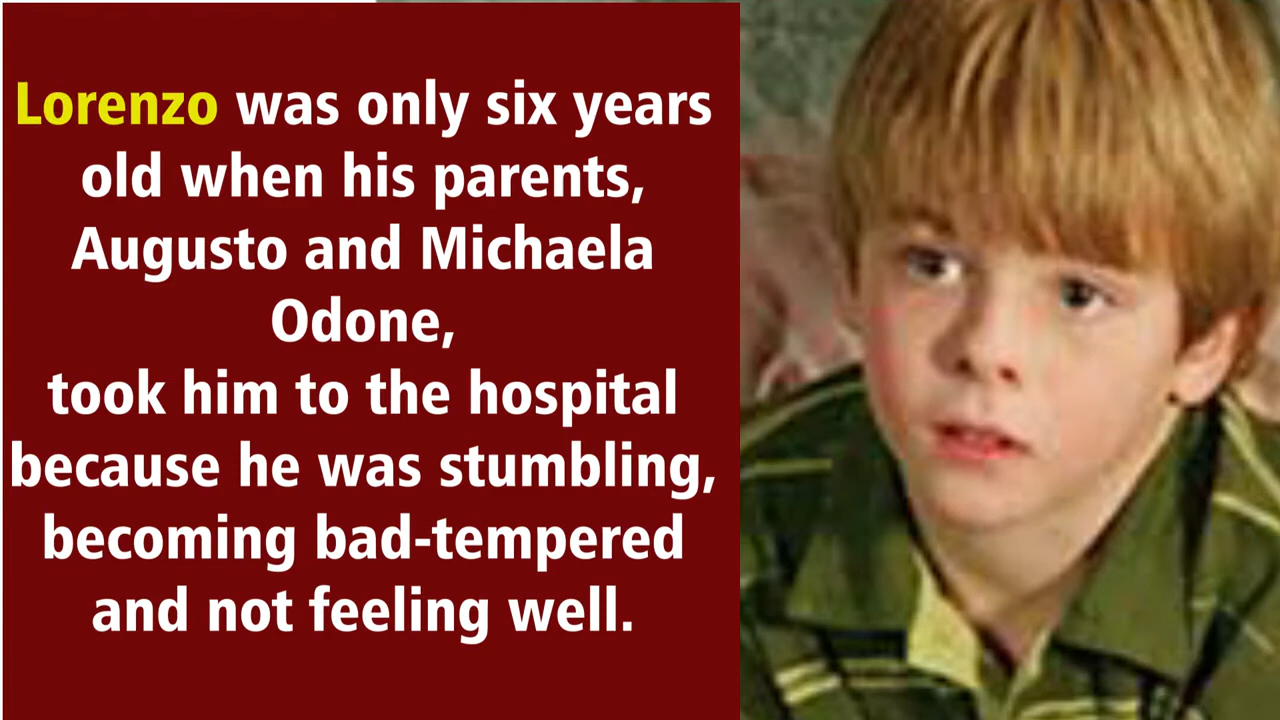 Lorenzo was only six years
old when his parents,
Augusto and Michaela
Odone,
took him to the hospital
because he was stumbling,
becoming bad-tempered
and not feeling well.